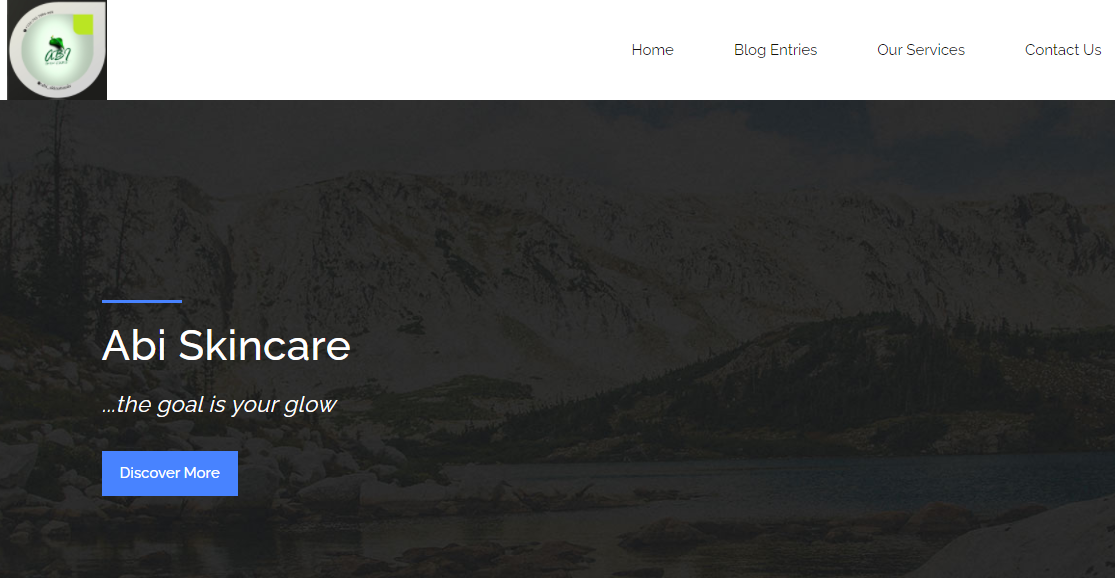 ABI
Home
Blog Entries
Our Services
Contact Us
Abi Skincare
...the goal is your glow
Discover More